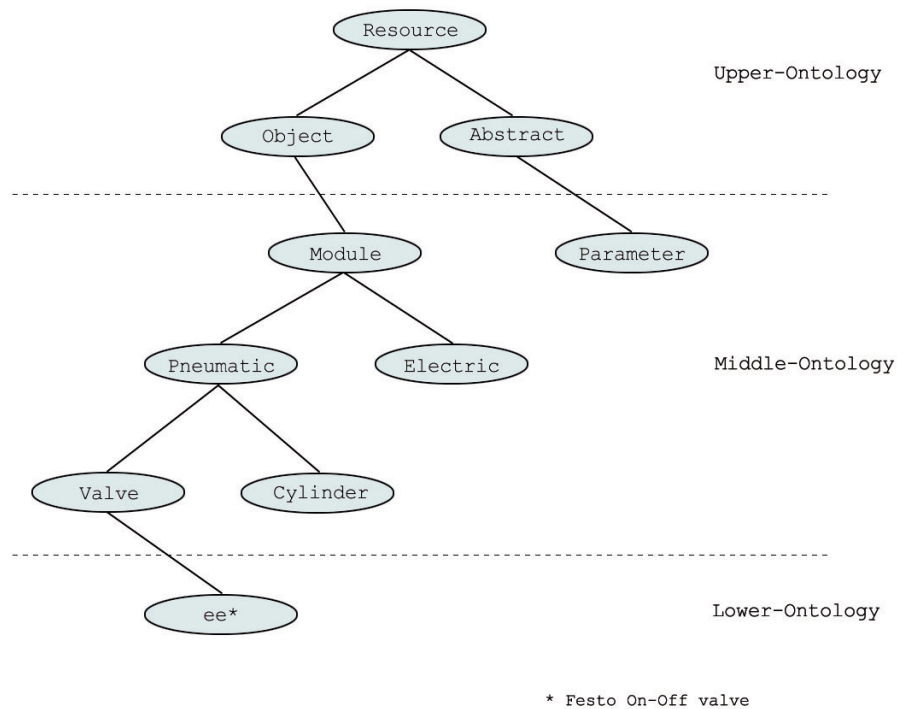 Resource
Upper-Ontology
Object
Abstract
Module
Parameter
Pneumatic
Electric
Middle-Ontology
Valve
Cylinder
ee*
Lower-Ontology
* Festo On-Off valve